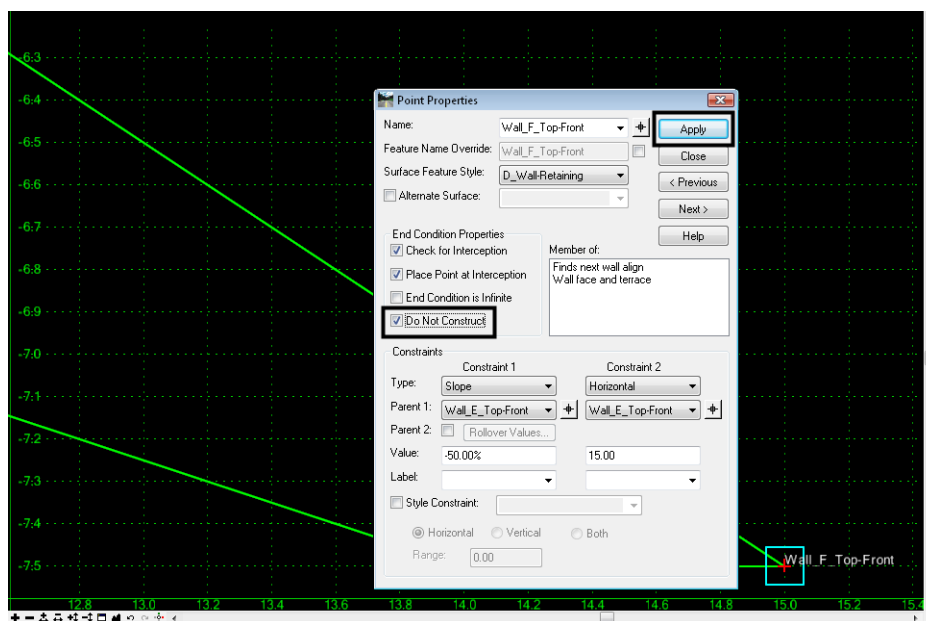 -6.3
-6.4
-6.5
-6.6
-6.7
-6.8
-6.9
-7.0
-7.1
-7.2
-7.3
-7.4
-7.5
Point Properties
Name: Wall_F_Top-Front Apply
Feature Name Override: Wall_F_Top-Front Close
Surface Feature Style: D_Wall-Retaining < Previous
Alternate Surface: Next >
Help
End Condition Properties
Check for Interception Member of:
Finds next wall align
Place Point at Interception Wall face and terrace
End Condition is Infinite
Do Not Construct
Constraints
Constraint 1 Constraint 2
Type: Slope Horizontal
Parent 1: Wall_E_Top-Front Wall_E_Top-Front
Parent 2: Rollover Values...
Value: -50.00% 15.00
Label:
Style Constraint:
Horizontal Vertical Both
Range: 0.00
Wall_F_Top-Front
12.8 13.0 13.2 13.4 13.6 13.8 14.0 14.2 14.4 14.6 14.8 15.0 15.2 15.4